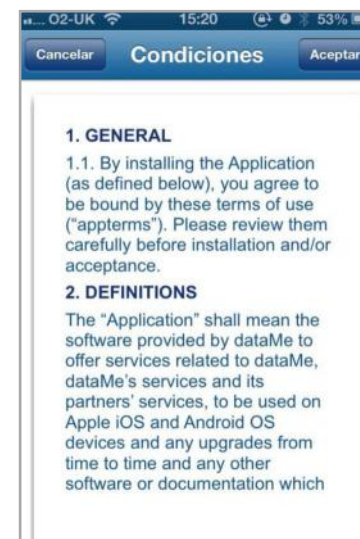 O2-UK 15:20 53%
Cancelar Condiciones Aceptar
1. GENERAL
1.1. By installing the Application
(as defined below), you agree to
be bound by these terms of use
(“appterms”). Please review them
carefully before installation and/or
acceptance.
2. DEFINITIONS
The “Application” shall mean the
software provided by dataMe to
offer services related to dataMe,
dataMe’s services and its
partners’ services, to be used on
Apple iOS and Android OS
devices and any upgrades from
time to time and any other
software or documentation which